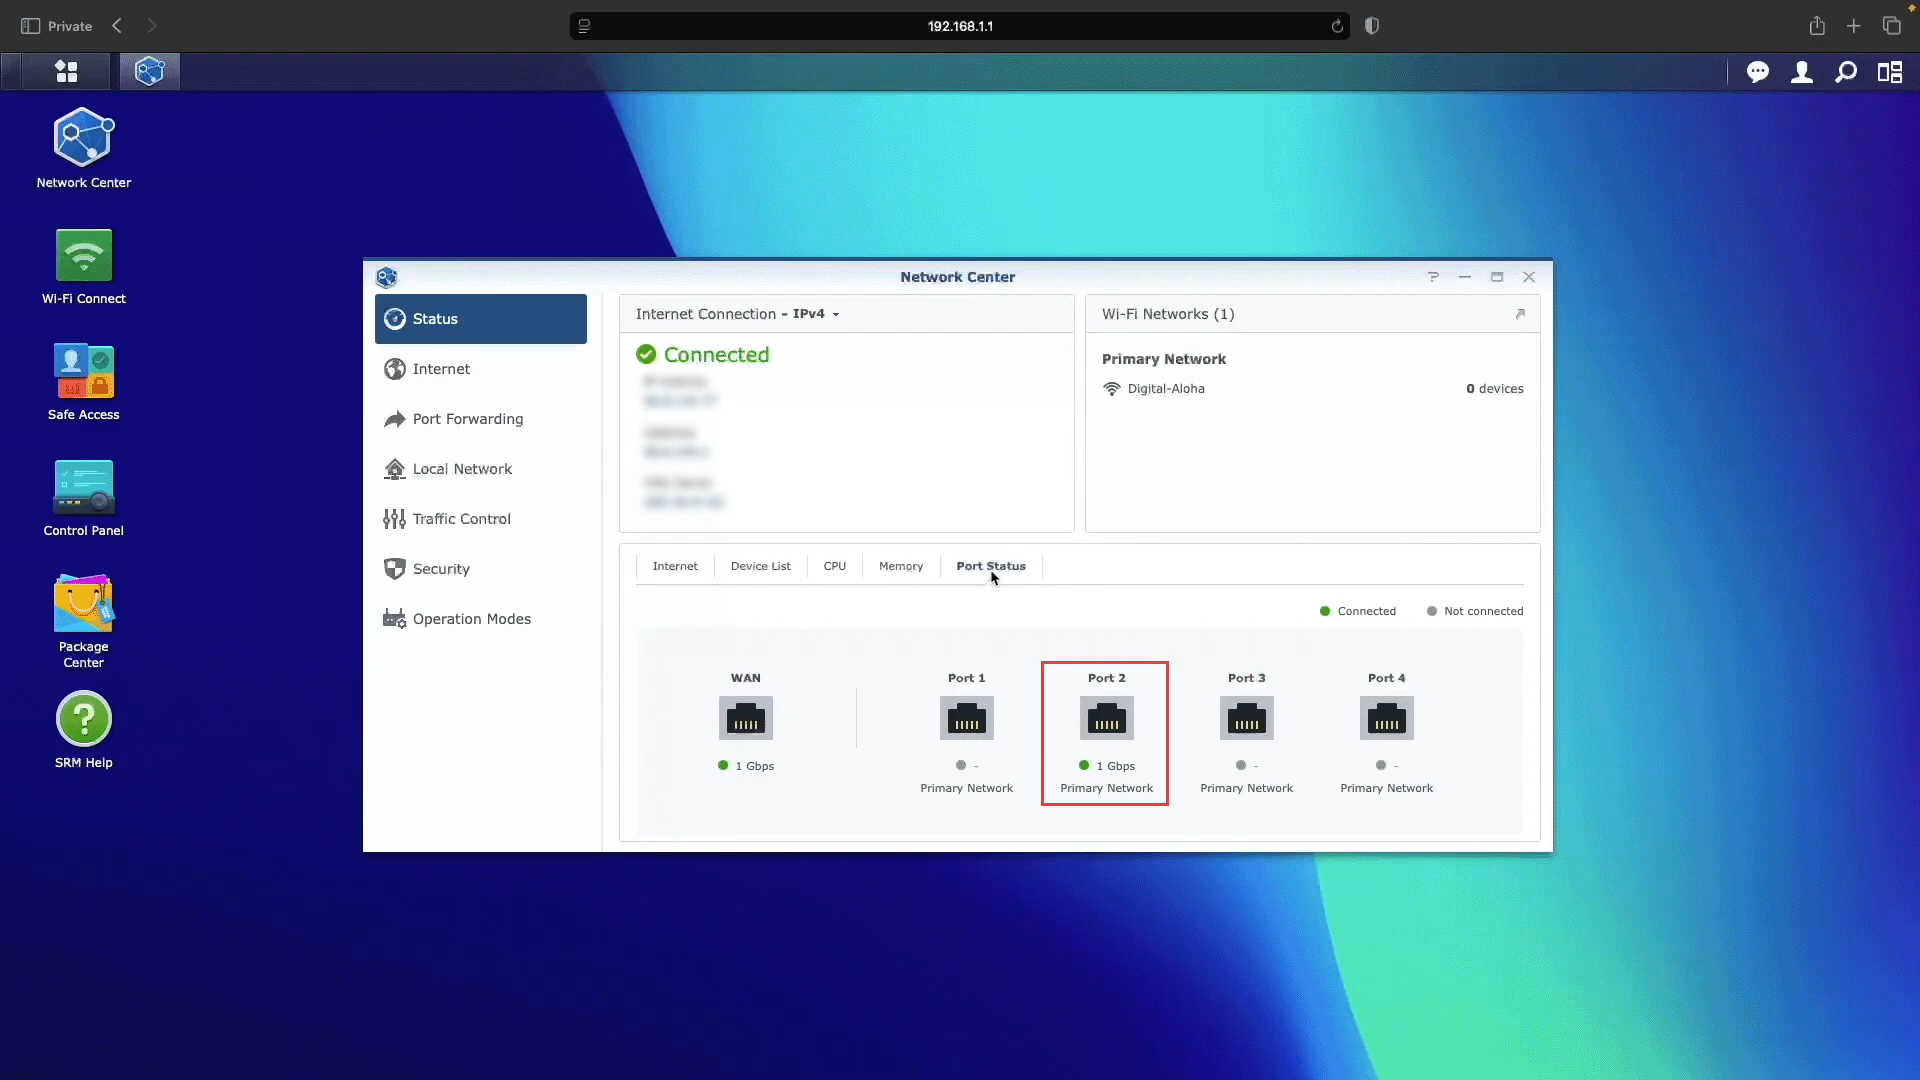 Private
192.168.1.1
Network Center
Wi-Fi Connect
Safe Access
Control Panel
Package
Center
SRM Help
Network Center
Status
Internet
Port Forwarding
Local Network
Traffic Control
Security
Operation Modes
Internet Connection - IPv4
Connected
Wi-Fi Networks (1)
Primary Network
Digital-Aloha 0 devices
Internet Device List CPU Memory Port Status
Connected Not connected
WAN Port 1 Port 2 Port 3 Port 4
1 Gbps - 1 Gbps - -
Primary Network Primary Network Primary Network Primary Network